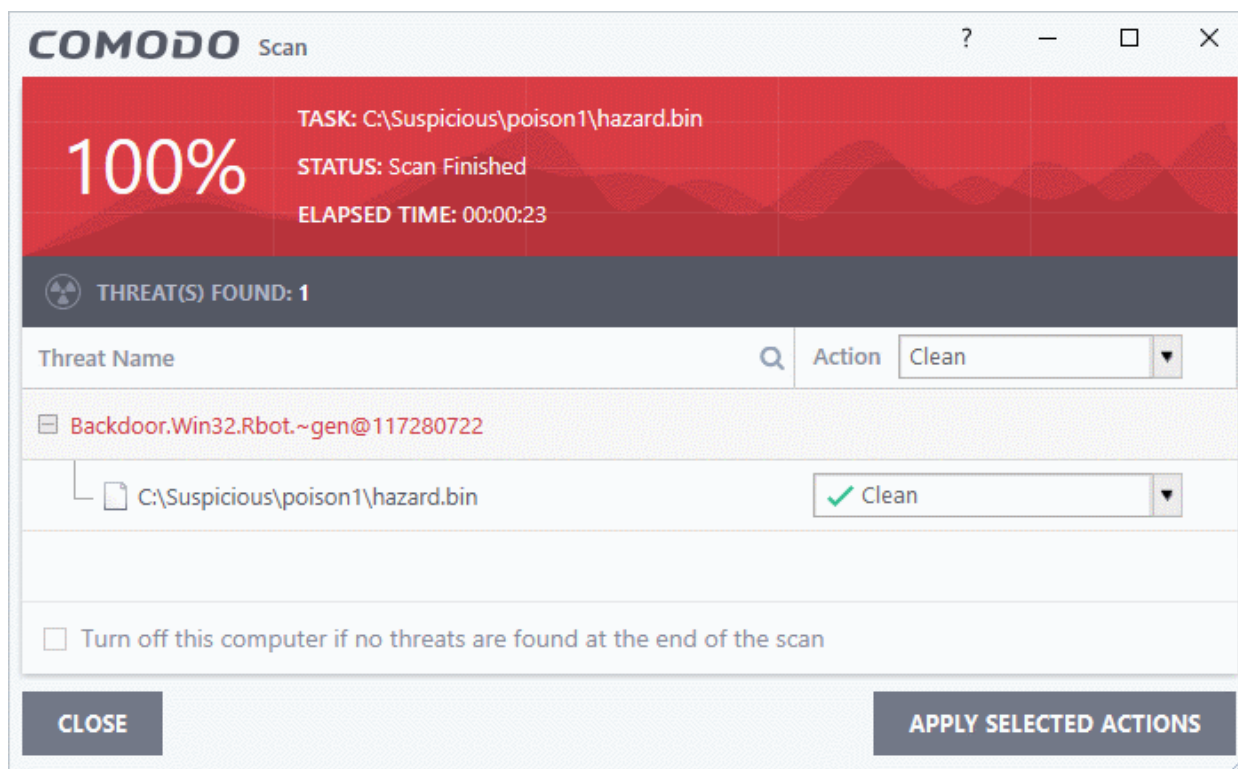 COMODO Scan ?
100%
TASK: C:\Suspicious\poison1\hazard.bin
STATUS: Scan Finished
ELAPSED TIME: 00:00:23
THREAT(S) FOUND: 1
Threat Name Action Clean
Backdoor.Win32.Rbot.~gen@117280722
C:\Suspicious\poison1\hazard.bin Clean
Turn off this computer if no threats are found at the end of the scan
CLOSE APPLY SELECTED ACTIONS